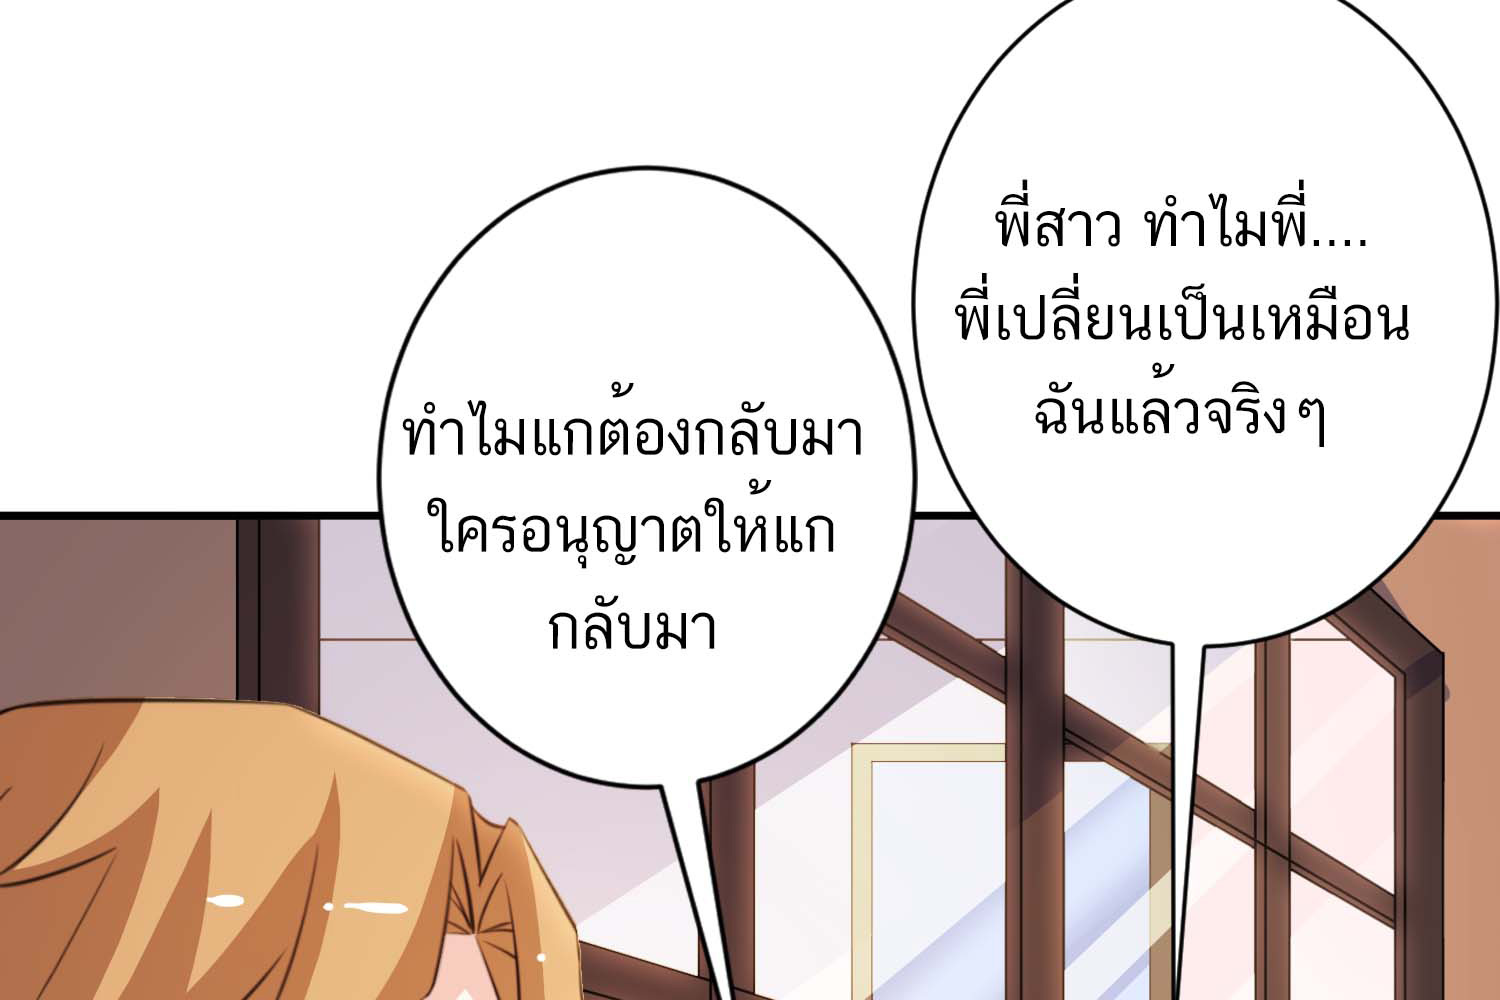 พี่สาว ทำไมพี่....
พี่เปลี่ยนเป็นเหมือน
ฉันแล้วจริงๆ
ทำไมแกต้องกลับมา
ใครอนุญาตให้แก
กลับมา